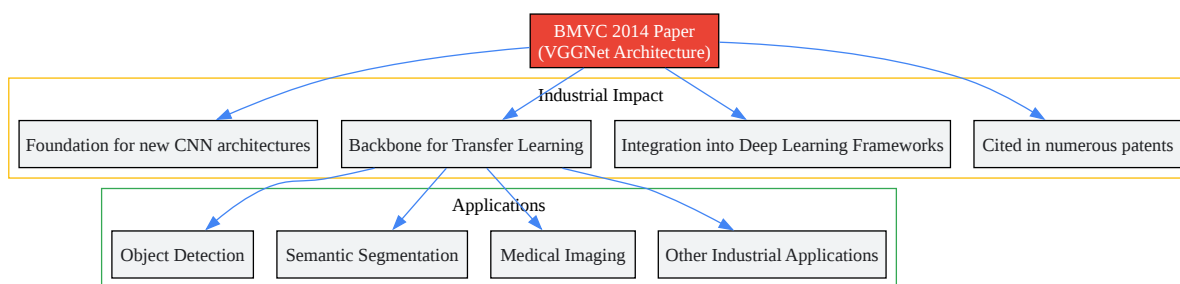 BMVC 2014 Paper
(VGGNet Architecture)
Industrial Impact
Foundation for new CNN architectures
Backbone for Transfer Learning
Integration into Deep Learning Frameworks
Cited in numerous patents
Applications
Object Detection
Semantic Segmentation
Medical Imaging
Other Industrial Applications